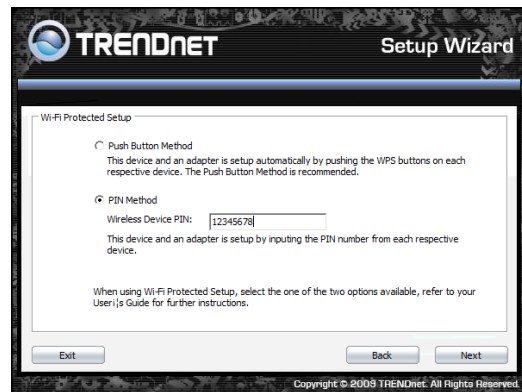 TRENDNET
Setup Wizard
Wi-Fi Protected Setup
Push Button Method
This device and an adapter is setup automatically by pushing the WPS buttons on each
respective device. The Push Button Method is recommended.
PIN Method
Wireless Device PIN: 12345678
This device and an adapter is setup by inputing the PIN number from each respective
device.
When using Wi-Fi Protected Setup, select the one of the two options available, refer to your
Useri¦s Guide for further instructions.
Exit
Back
Next
Copyright © 2009 TRENDnet. All Rights Reserved.